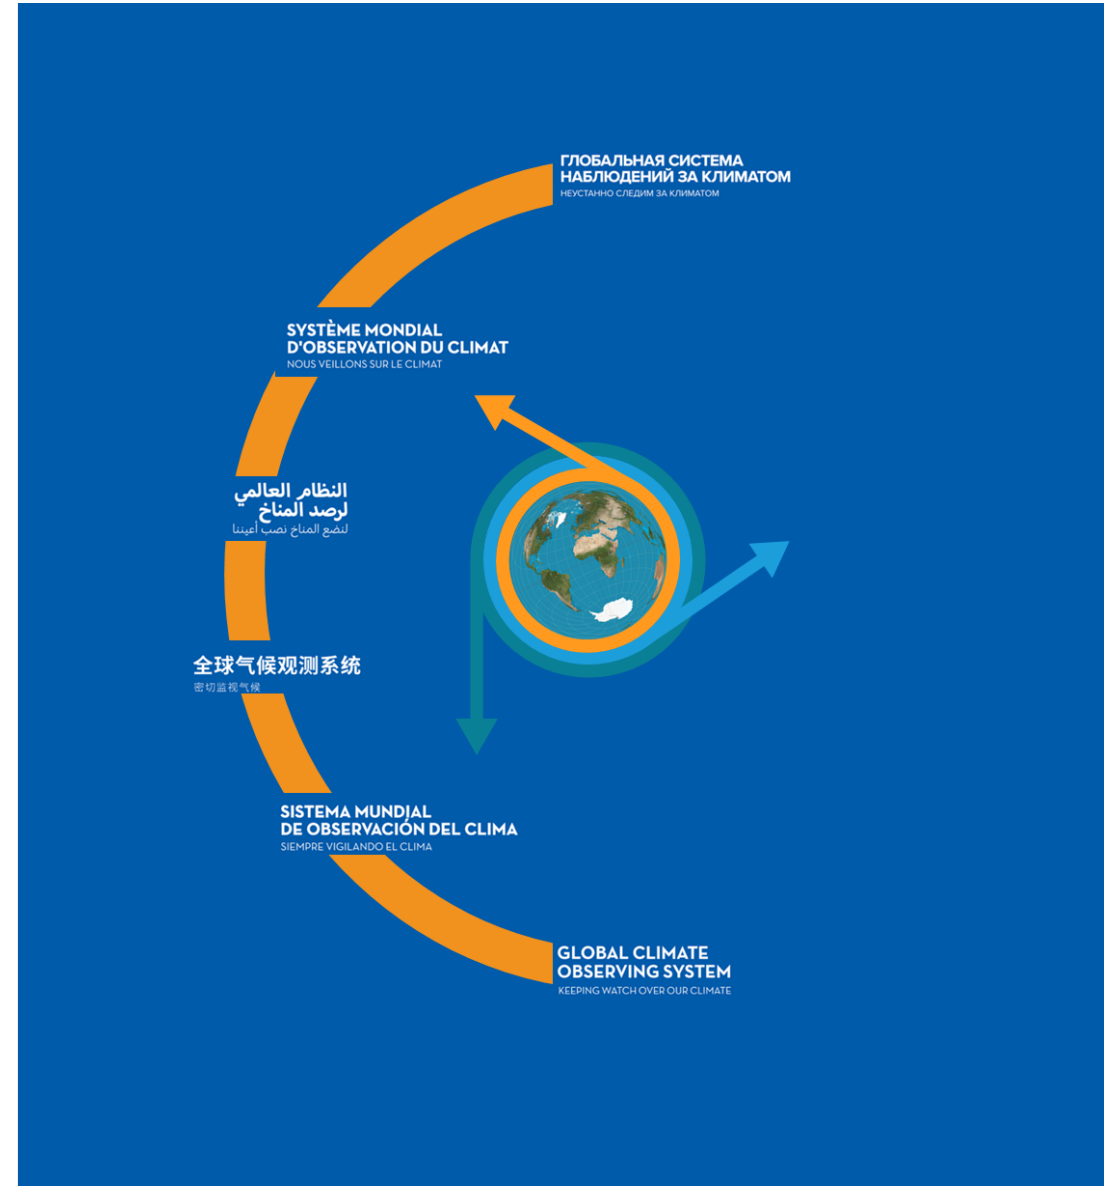 ГЛОБАЛЬНАЯ СИСТЕМА
НАБЛЮДЕНИЙ ЗА КЛИМАТОМ
НЕУСТАННО СЛЕДИМ ЗА КЛИМАТОМ
SYSTÈME MONDIAL
D'OBSERVATION DU CLIMAT
NOUS VEILLONS SUR LE CLIMAT
النظام العالمي
لرصد المناخ
لنضع المناخ نصب أعيننا
全球气候观测系统
密切监视气候
SISTEMA MUNDIAL
DE OBSERVACIÓN DEL CLIMA
SIEMPRE VIGILANDO EL CLIMA
GLOBAL CLIMATE
OBSERVING SYSTEM
KEEPING WATCH OVER OUR CLIMATE